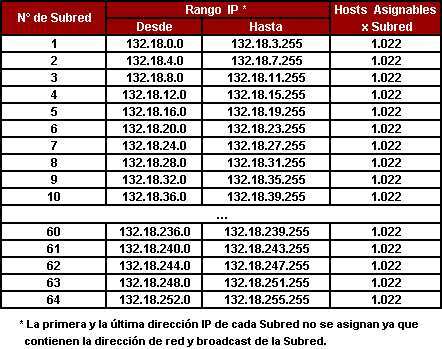 N° de Subred Rango IP * Hosts Asignables x Subred
Desde Hasta
1 132.18.0.0 132.18.3.255 1.022
2 132.18.4.0 132.18.7.255 1.022
3 132.18.8.0 132.18.11.255 1.022
4 132.18.12.0 132.18.15.255 1.022
5 132.18.16.0 132.18.19.255 1.022
6 132.18.20.0 132.18.23.255 1.022
7 132.18.24.0 132.18.27.255 1.022
8 132.18.28.0 132.18.31.255 1.022
9 132.18.32.0 132.18.35.255 1.022
10 132.18.36.0 132.18.39.255 1.022
...
60 132.18.236.0 132.18.239.255 1.022
61 132.18.240.0 132.18.243.255 1.022
62 132.18.244.0 132.18.247.255 1.022
63 132.18.248.0 132.18.251.255 1.022
64 132.18.252.0 132.18.255.255 1.022
* La primera y la última dirección IP de cada Subred no se asignan ya que
contienen la dirección de red y broadcast de la Subred.